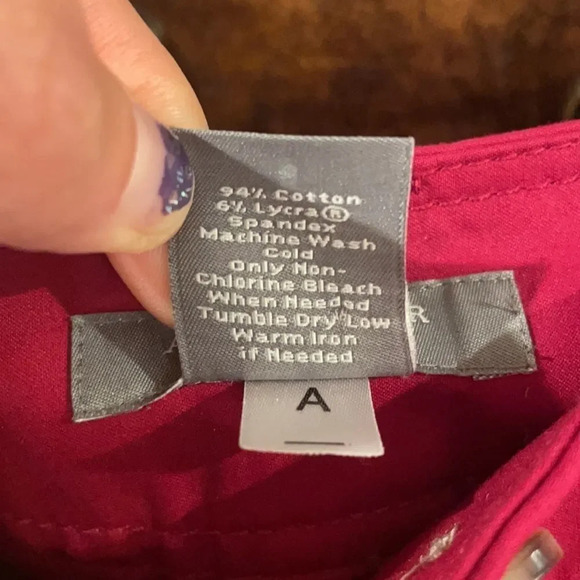 94% Cotton
6% Lycra®
Spandex
Machine Wash
Cold
Only Non-
Chlorine Bleach
When Needed
Tumble Dry Low
Warm Iron
if Needed
R
A